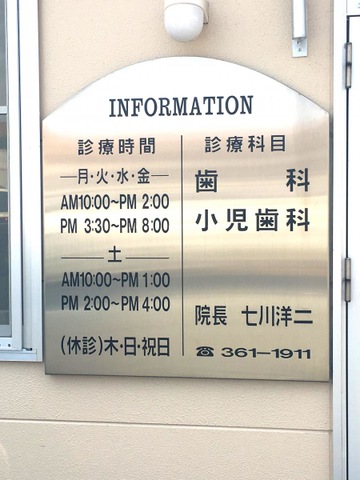 INFORMATION
診療時間
月・火・水・金
AM10:00~PM 2:00
PM 3:30~PM 8:00
土
AM10:00~PM 1:00
PM 2:00~PM 4:00
(休診)木・日・祝日
診療科目
歯 科
小児歯科
院長 七川洋二
☎ 361-1911